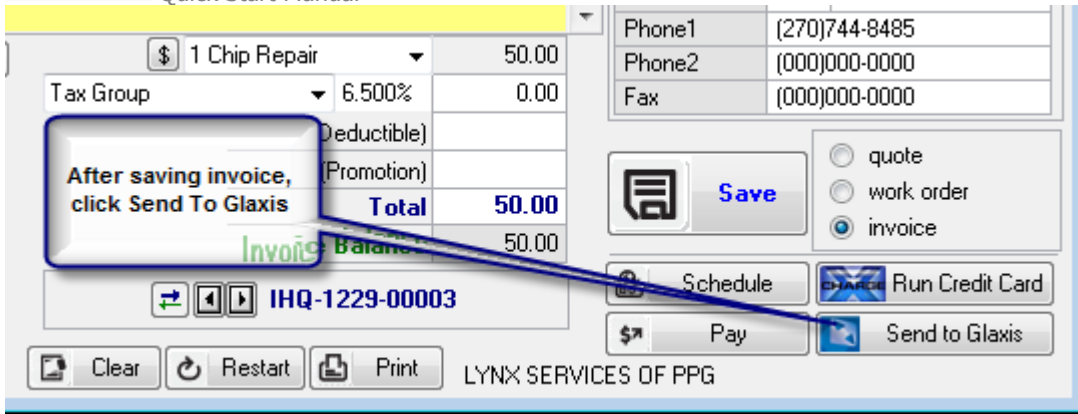 Quick Start Manual
$ 1 Chip Repair 50.00
Tax Group 6.500% 0.00
Deductible)
(Promotion)
Total 50.00
Invoice Balance 50.00
After saving invoice,
click Send To Glaxis
IHQ-1229-00003
Clear Restart Print LYNX SERVICES OF PPG
Phone1 (270)744-8485
Phone2 (000)000-0000
Fax (000)000-0000
Save
quote
work order
invoice
Schedule X CHARGE Run Credit Card
$ Pay Send to Glaxis